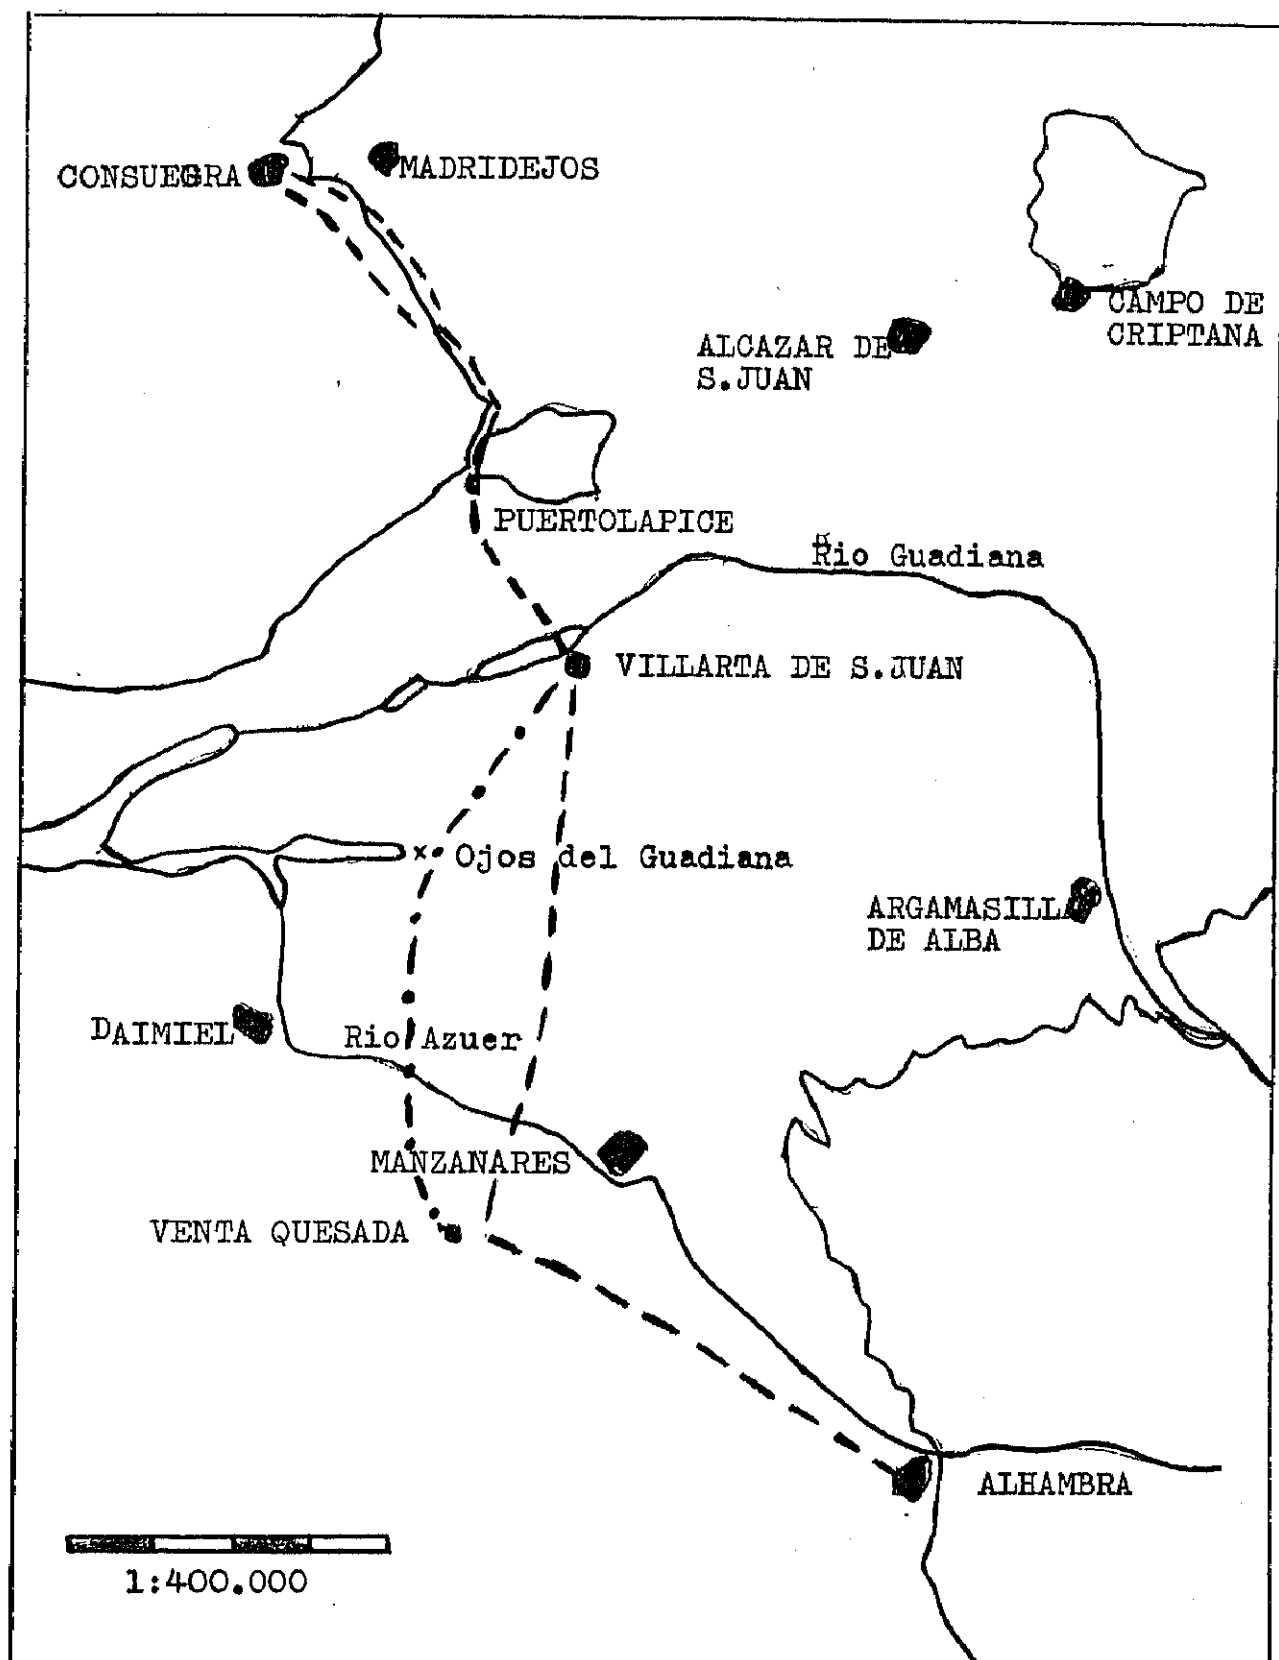 CONSUEGRA
MADRIDEJOS
CAMPO DE
CRIPTANA
ALCAZAR DE
S.JUAN
PUERTOLAPICE
Rio Guadiana
VILLARTA DE S.JUAN
x Ojos del Guadiana
ARGAMASILLA
DE ALBA
DAIMIEL
Rio Azuer
MANZANARES
VENTA QUESADA
ALHAMBRA
1:400.000